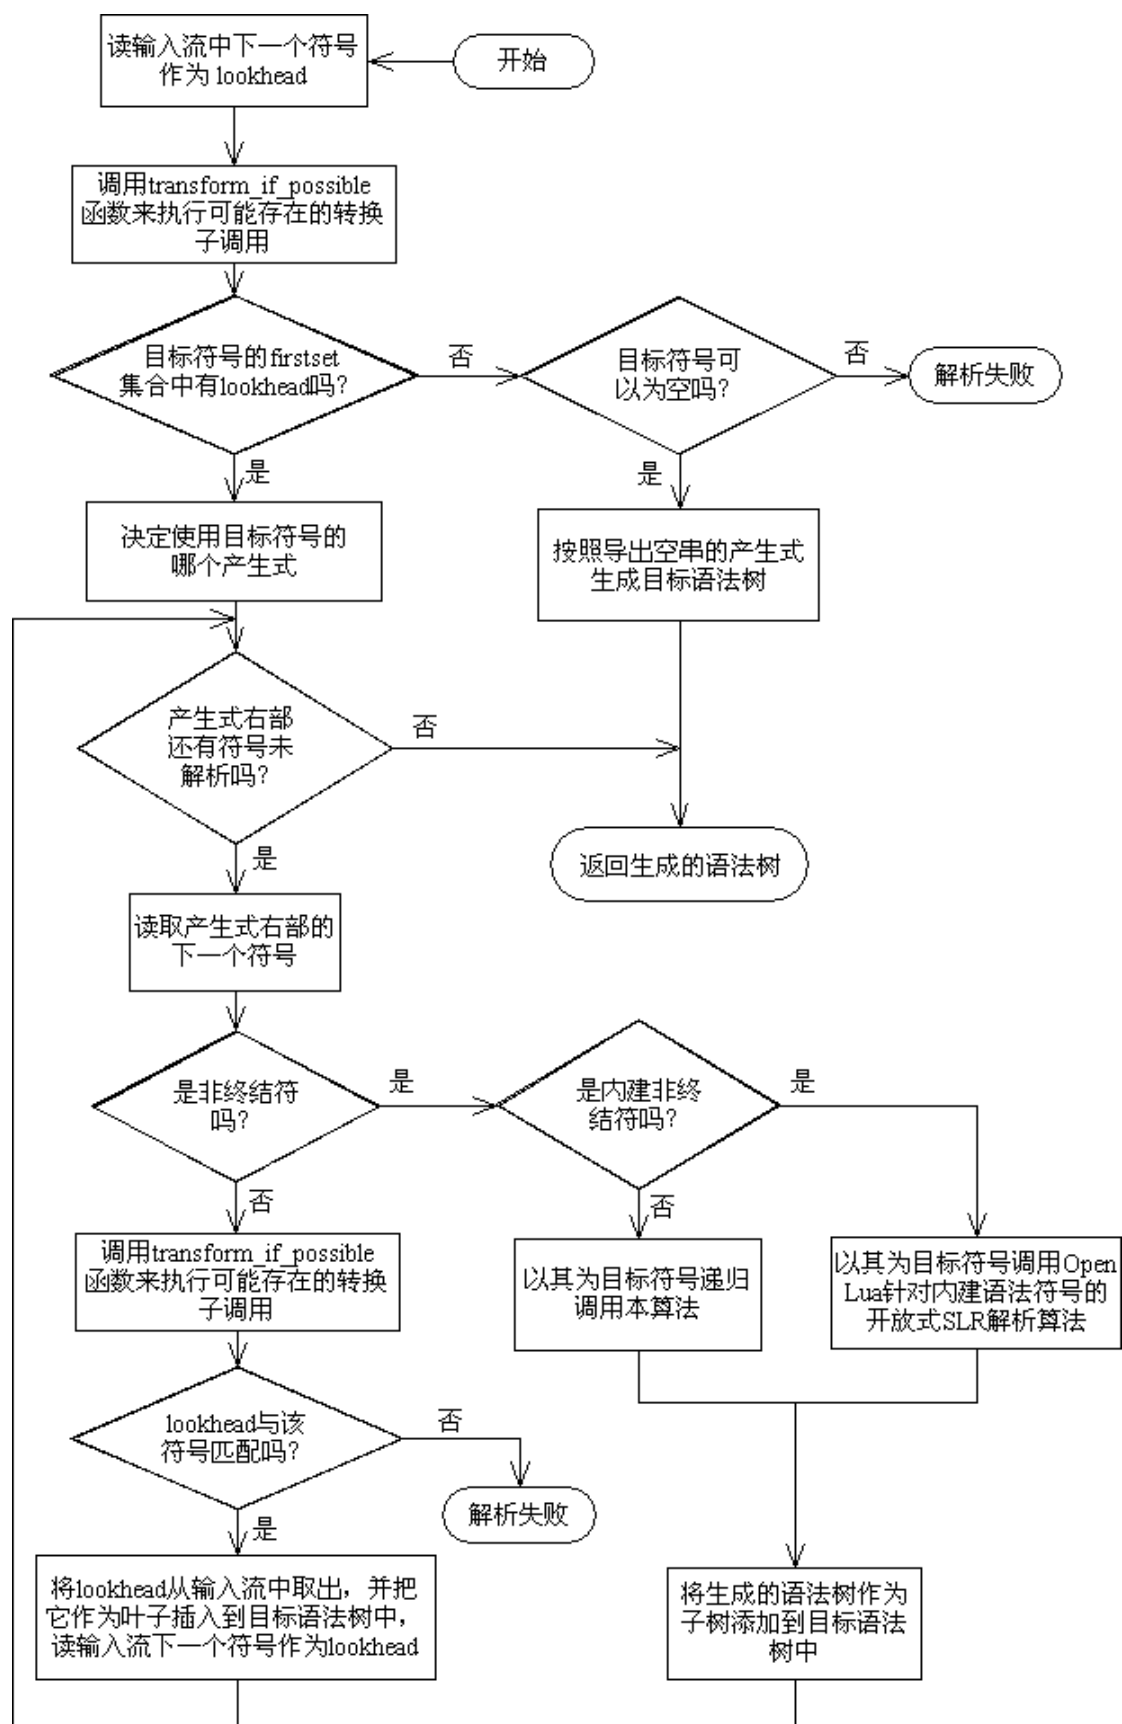 读输入流中下一个符号
作为 lookhead
开始
调用transform_if_possible
函数来执行可能存在的转换
子调用
目标符号的firstset
集合中有lookhead吗？
否
目标符号可
以为空吗？
否
解析失败
是
是
决定使用目标符号的
哪个产生式
按照导出空串的产生式
生成目标语法树
产生式右部
还有符号未
解析吗？
否
返回生成的语法树
是
读取产生式右部的
下一个符号
是非终结符
吗？
是
是内建非终
结符吗？
是
否
否
调用transform_if_possible
函数来执行可能存在的转换
子调用
以其为目标符号递归
调用本算法
以其为目标符号调用Open
Lua针对内建语法符号的
开放式SLR解析算法
lookhead与该
符号匹配吗？
否
解析失败
是
将lookhead从输入流中取出，并把
它作为叶子插入到目标语法树中，
读输入流下一个符号作为lookhead
将生成的语法树作为
子树添加到目标语法
树中